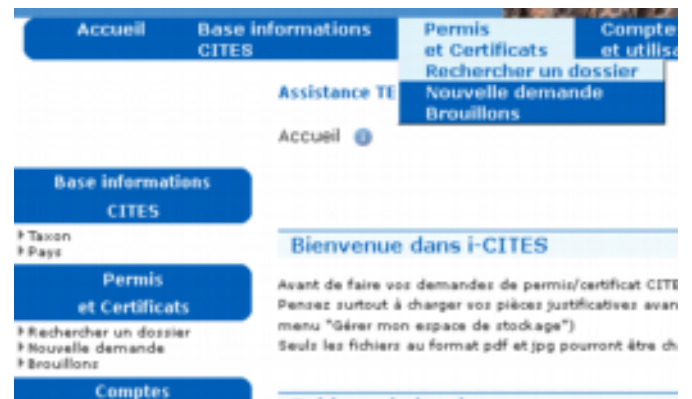 Accueil
Base informations
CITES
Permis
et Certificats
Compte
et utilisa
Rechercher un dossier
Nouvelle demande
Brouillons
Assistance TE
Accueil
Base informations
CITES
Taxon
Pays
Permis
et Certificats
Rechercher un dossier
Nouvelle demande
Brouillons
Comptes
Bienvenue dans i-CITES
Avant de faire vos demandes de permis/certificat CITE
Pensez surtout à charger vos pièces justificatives avan
menu "Gérer mon espace de stockage")
Seuls les fichiers au format pdf et jpg pourront être ch